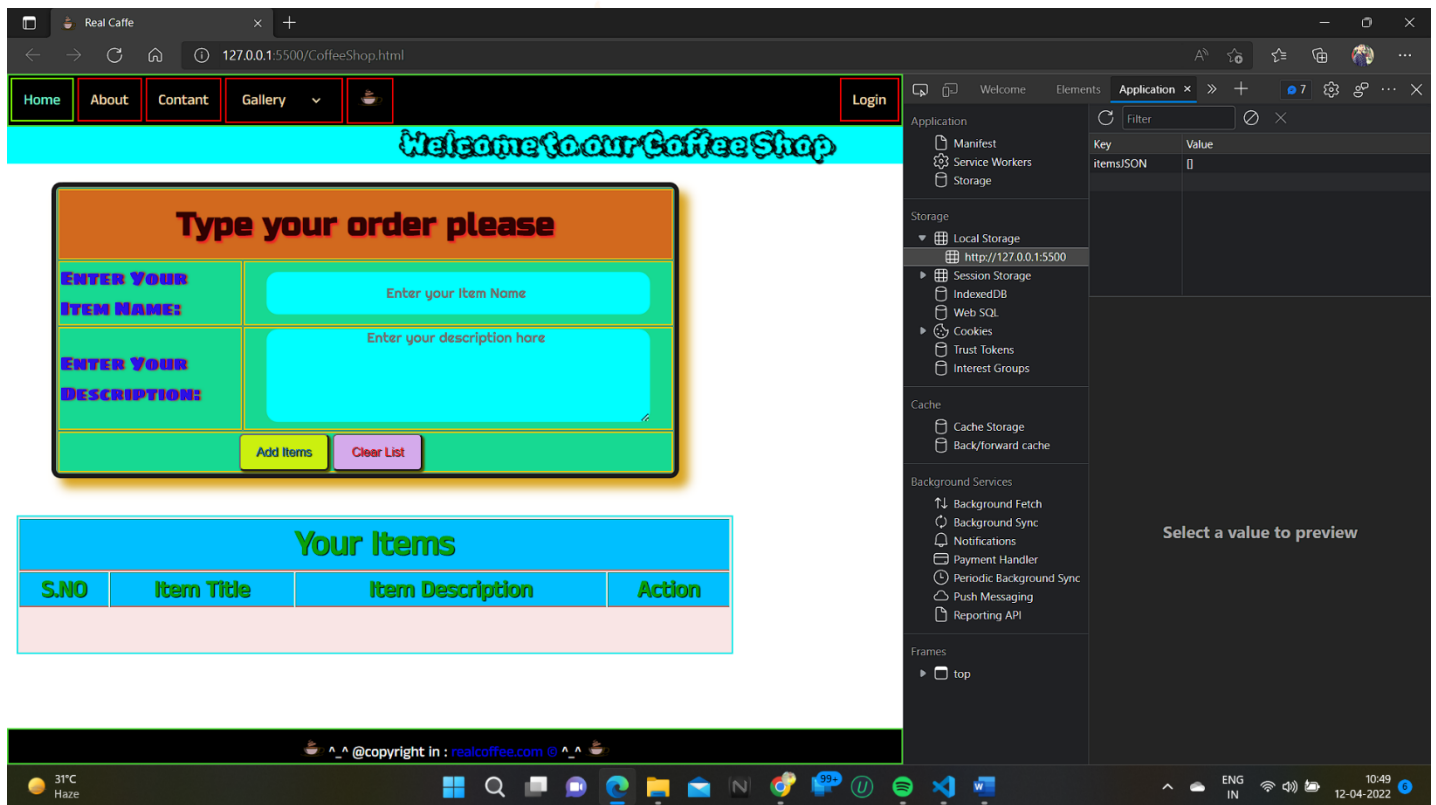 Real Caffe
127.0.0.1:5500/CoffeeShop.html
Home About Contant Gallery Login
Welcome to our Coffee Shop
Type your order please
Enter Your
Item Name:
Enter your Item Name
Enter Your
Description:
Enter your description hare
Add Items Clear List
Your Items
S.NO Item Title Item Description Action
^_^ @copyright in : realcoffee.com ® ^_^
Welcome Elements Application 7
Application
Manifest
Service Workers
Storage
Storage
Local Storage
http://127.0.0.1:5500
Session Storage
IndexedDB
Web SQL
Cookies
Trust Tokens
Interest Groups
Cache
Cache Storage
Back/forward cache
Background Services
Background Fetch
Background Sync
Notifications
Payment Handler
Periodic Background Sync
Push Messaging
Reporting API
Frames
top
Filter
Key Value
itemsJSON []
Select a value to preview
31°C
Haze
99+
ENG
IN
10:49
12-04-2022
6